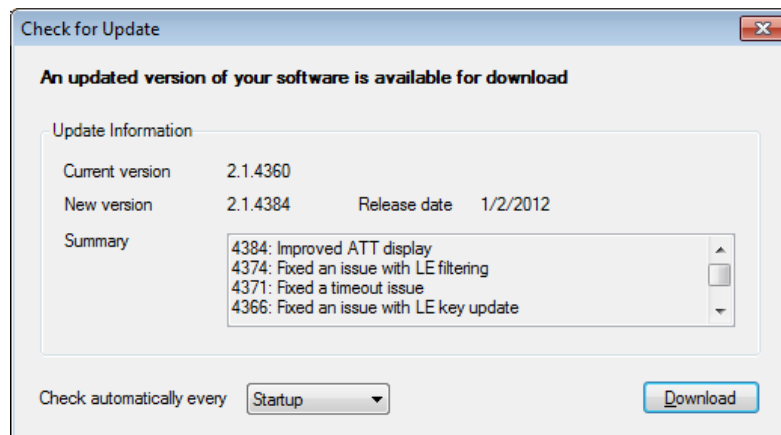 Check for Update
An updated version of your software is available for download
Update Information
Current version 2.1.4360
New version 2.1.4384 Release date 1/2/2012
Summary
4384: Improved ATT display
4374: Fixed an issue with LE filtering
4371: Fixed a timeout issue
4366: Fixed an issue with LE key update
Check automatically every Startup Download